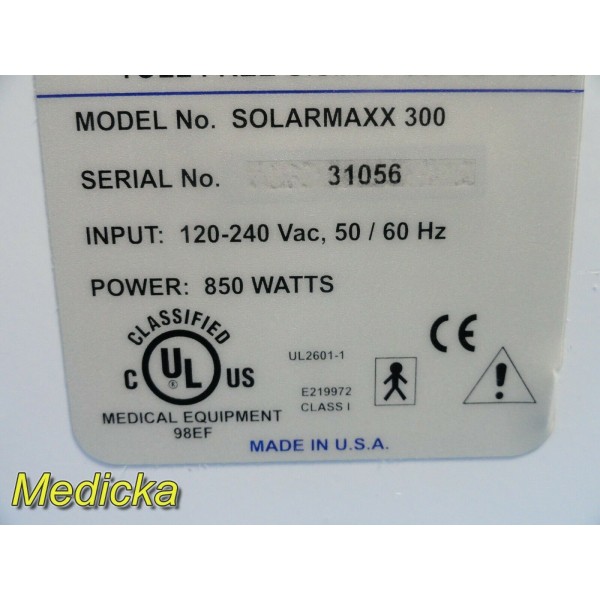 MODEL No. SOLARMAXX 300
SERIAL No. 31056
INPUT: 120-240 Vac, 50 / 60 Hz
POWER: 850 WATTS
CLASSIFIED
C UL ® US
UL2601-1
E219972
CLASS I
CE
!
MEDICAL EQUIPMENT
98EF
MADE IN U.S.A.
Medicka